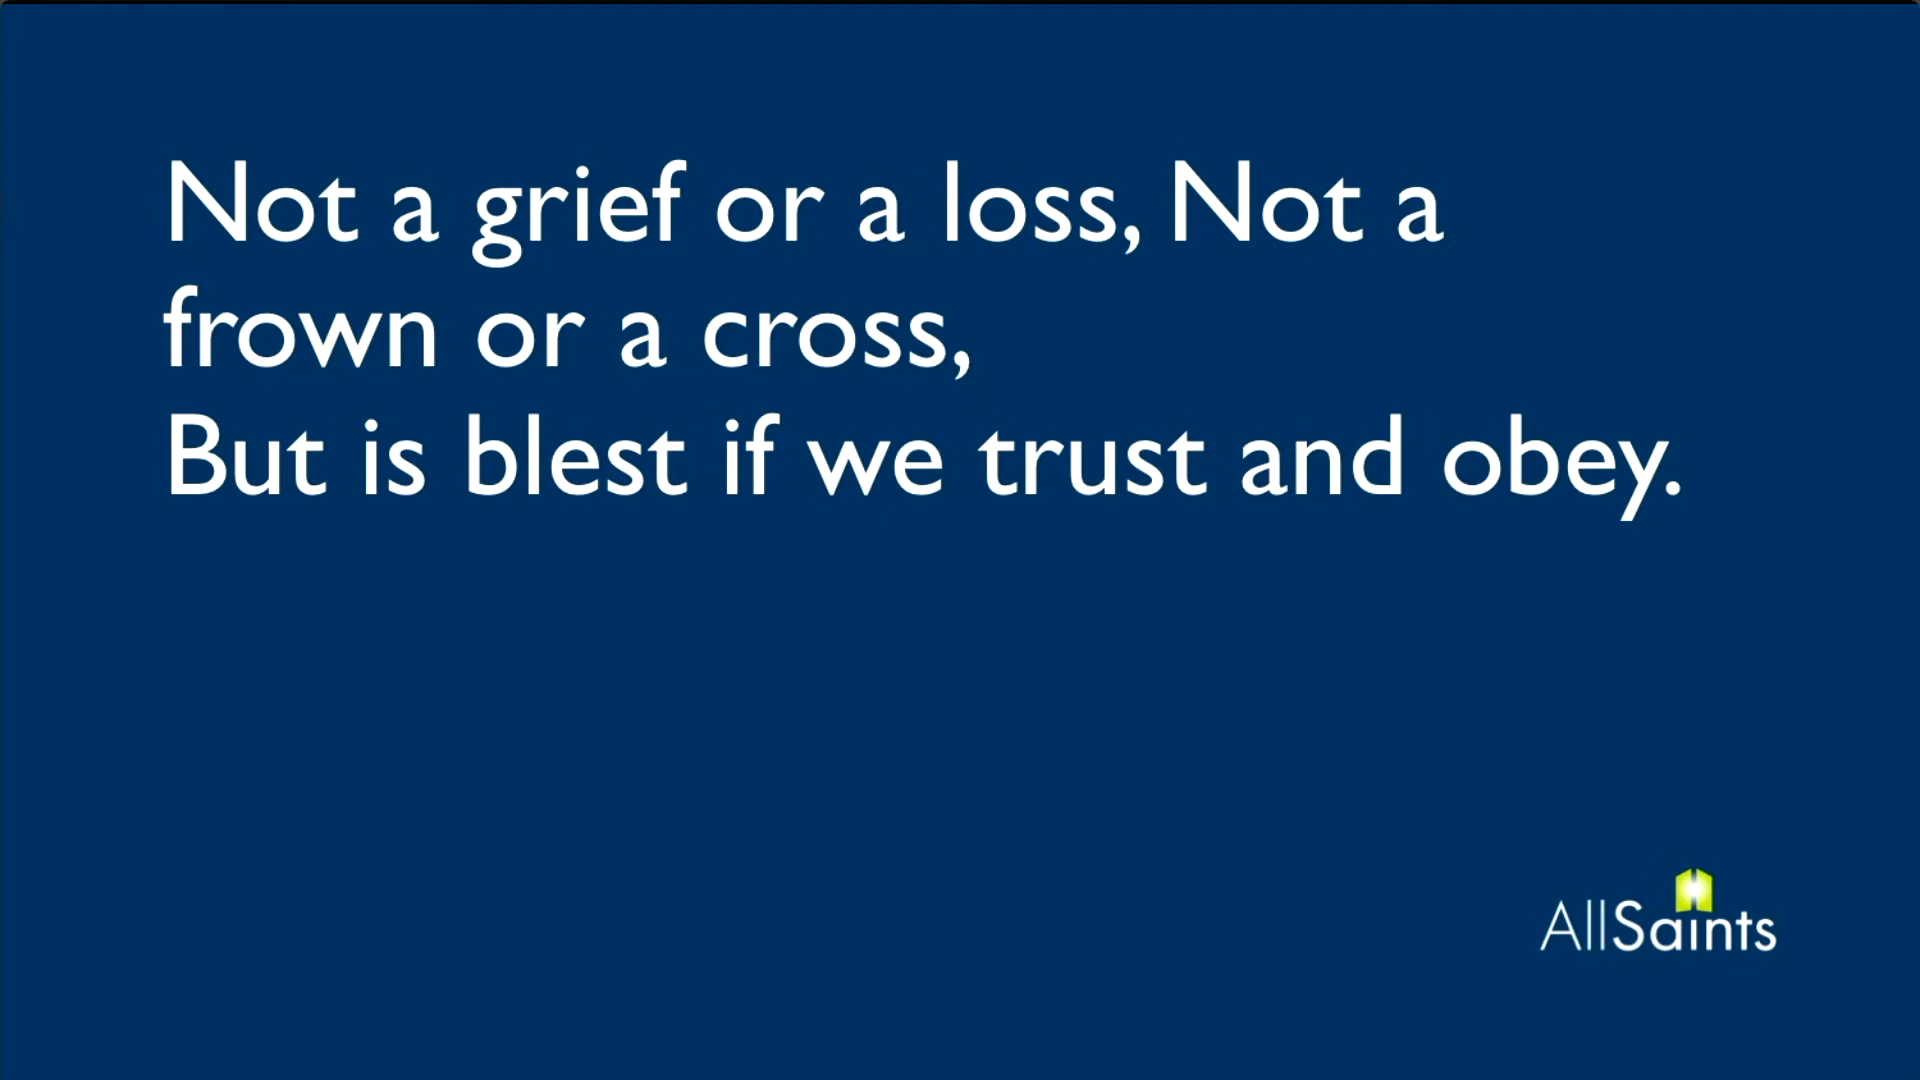 Not a grief or a loss, Not a
frown or a cross,
But is blest if we trust and obey.
AllSaints